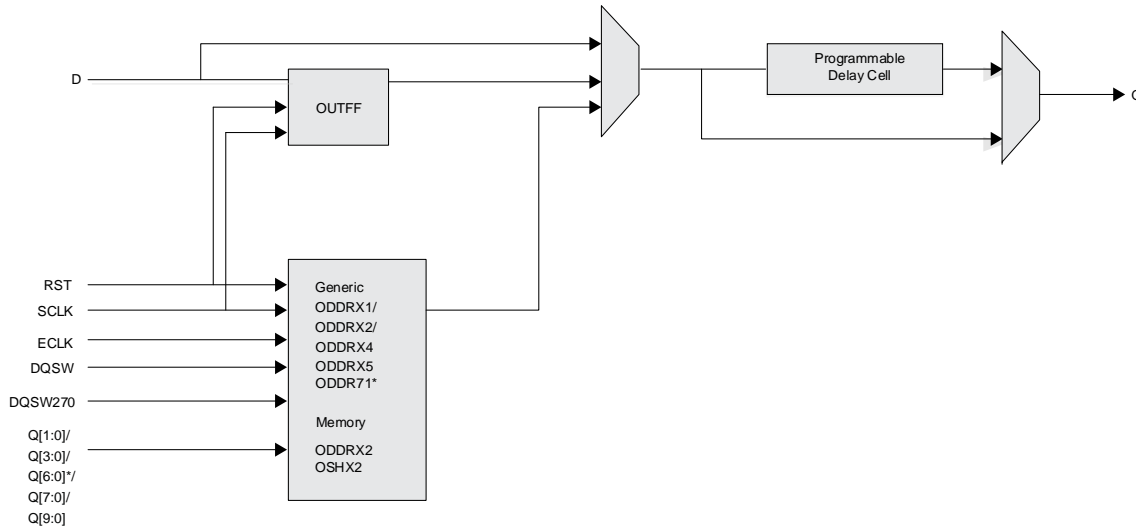 Programmable
Delay Cell
D
OUTFF
RST
SCLK
ECLK
DQSW
DQSW270
Q[1:0]/
Q[3:0]/
Q[6:0]*/
Q[7:0]/
Q[9:0]
Generic
ODDRX1/
ODDRX2/
ODDRX4
ODDRX5
ODDR71*
Memory
ODDRX2
OSHX2